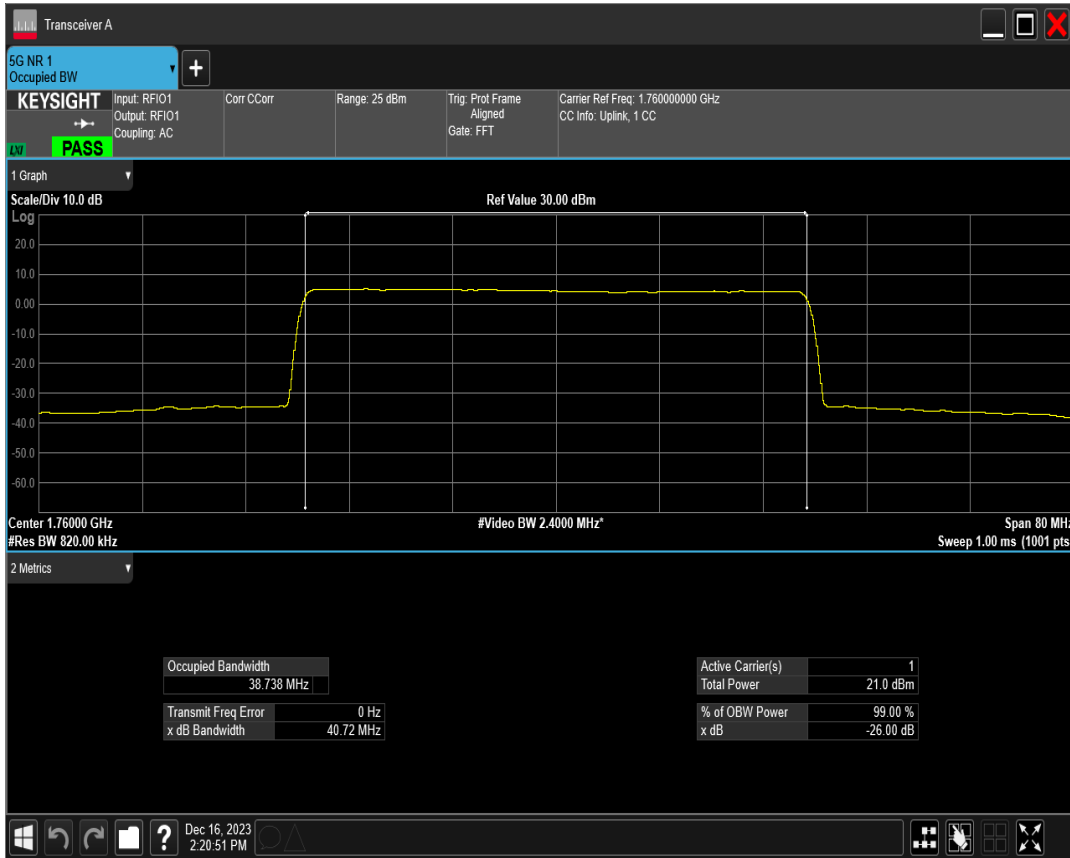 Transceiver A
5G NR 1
Occupied BW
+
KEYSIGHT
LXI
PASS
Input: RFIO1
Output: RFIO1
Coupling: AC
Corr CCorr
Range: 25 dBm
Trig: Prot Frame
Aligned
Gate: FFT
Carrier Ref Freq: 1.760000000 GHz
CC Info: Uplink, 1 CC
1 Graph
Scale/Div 10.0 dB
Ref Value 30.00 dBm
Log
20.0
10.0
0.00
-10.0
-20.0
-30.0
-40.0
-50.0
-60.0
Center 1.76000 GHz
#Video BW 2.4000 MHz*
Span 80 MHz
#Res BW 820.00 kHz
Sweep 1.00 ms (1001 pts
2 Metrics
Occupied Bandwidth
38.738 MHz
Transmit Freq Error 0 Hz
x dB Bandwidth 40.72 MHz
Active Carrier(s) 1
Total Power 21.0 dBm
% of OBW Power 99.00 %
x dB -26.00 dB
?
Dec 16, 2023
2:20:51 PM